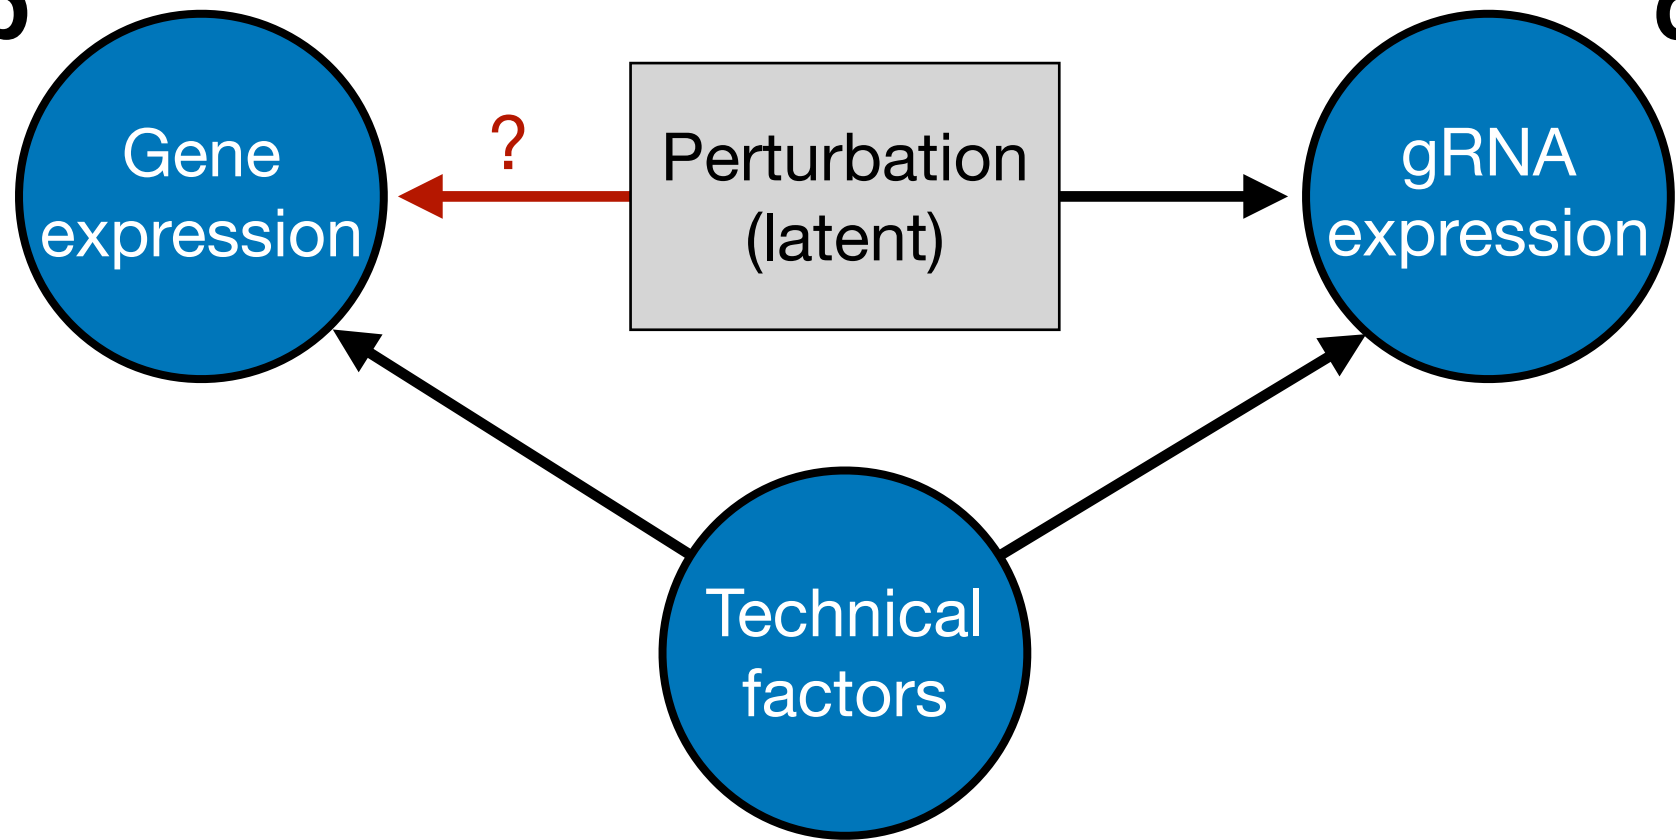 Gene
expression
?
Perturbation
(latent)
gRNA
expression
Technical
factors